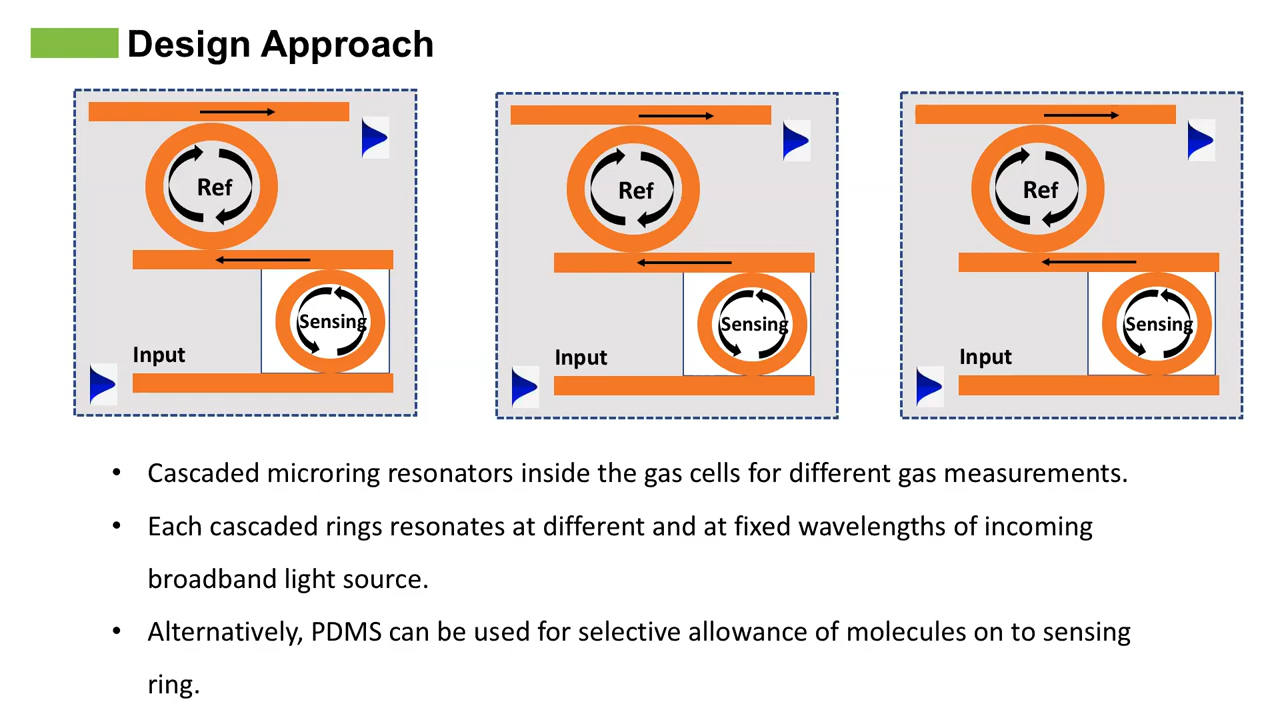 Design Approach
Ref
Sensing
Input
Ref
Sensing
Input
Ref
Sensing
Input
• Cascaded microring resonators inside the gas cells for different gas measurements.
• Each cascaded rings resonates at different and at fixed wavelengths of incoming
broadband light source.
• Alternatively, PDMS can be used for selective allowance of molecules on to sensing
ring.